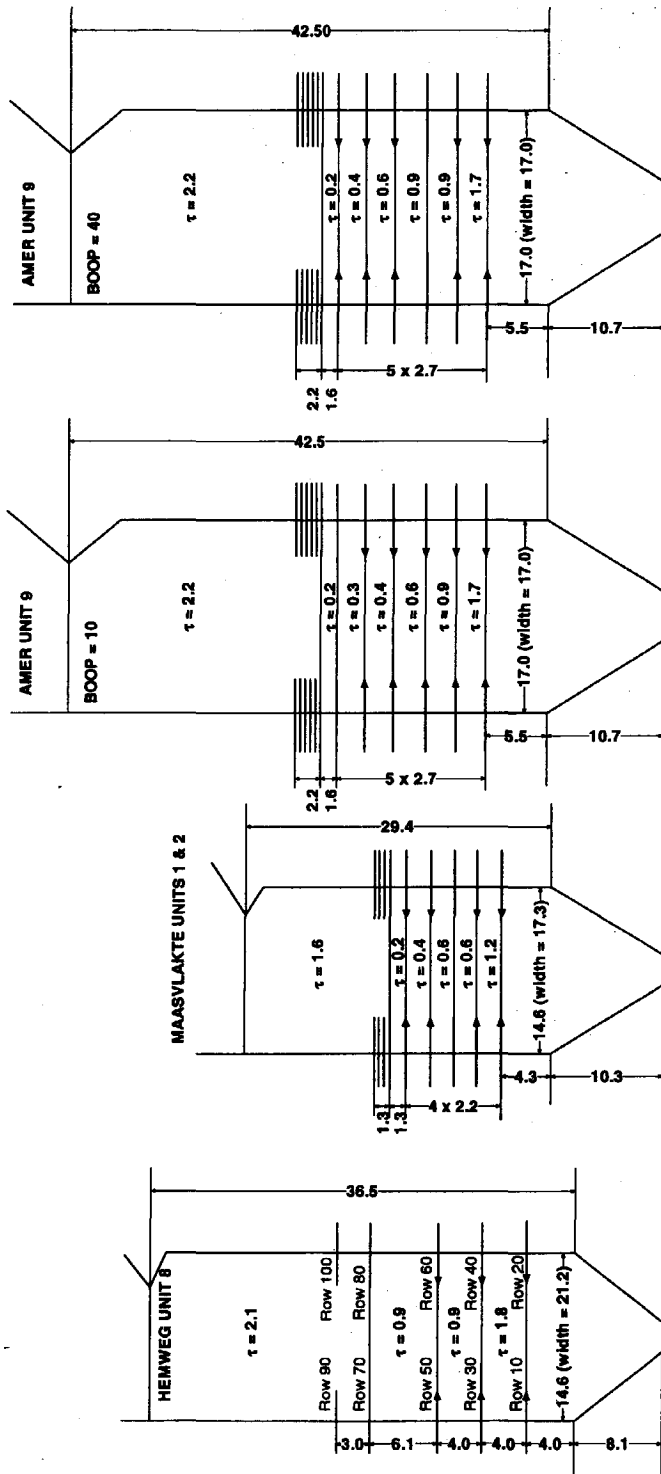 HEMWEG UNIT 8
36.5
τ = 2.1
Row 90 Row 100
3.0
Row 70 Row 80
6.1
τ = 0.9
Row 50 Row 60
4.0
τ = 0.9
Row 30 Row 40
4.0
τ = 1.8
Row 10 Row 20
4.0
14.6 (width = 21.2)
8.1
MAASVLAKTE UNITS 1 & 2
29.4
τ = 1.6
1.3
1.3
τ = 0.2
τ = 0.4
τ = 0.6
4 x 2.2
τ = 0.6
τ = 1.2
4.3
14.6 (width = 17.3)
10.3
AMER UNIT 9
BOOP = 10
42.5
τ = 2.2
2.2
1.6
τ = 0.2
τ = 0.3
τ = 0.4
5 x 2.7
τ = 0.6
τ = 0.9
τ = 1.7
5.5
17.0 (width = 17.0)
10.7
AMER UNIT 9
BOOP = 40
42.50
τ = 2.2
2.2
1.6
τ = 0.2
τ = 0.4
τ = 0.6
5 x 2.7
τ = 0.9
τ = 0.9
τ = 1.7
5.5
17.0 (width = 17.0)
10.7